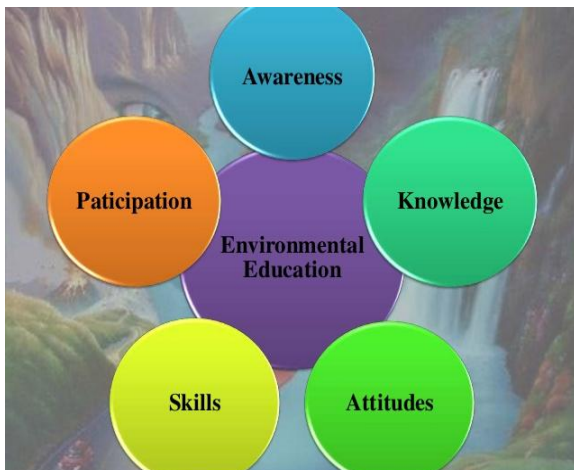 Awareness
Paticipation
Knowledge
Environmental
Education
Skills
Attitudes